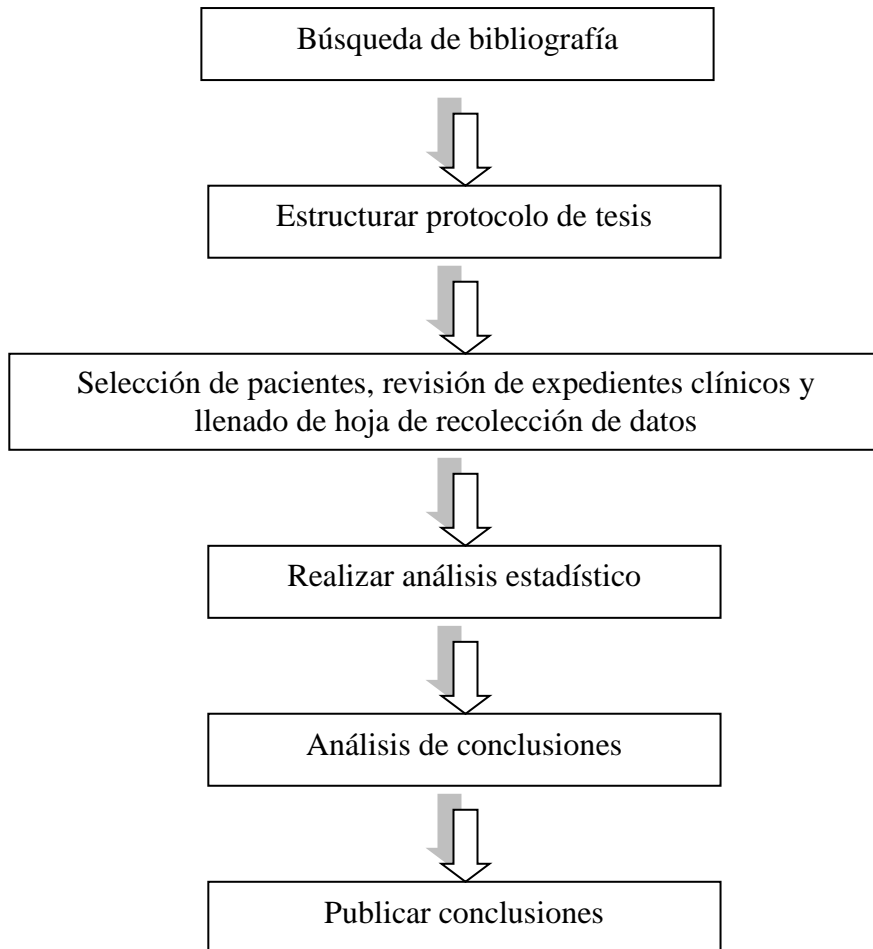 Búsqueda de bibliografía
Estructurar protocolo de tesis
Selección de pacientes, revisión de expedientes clínicos y
llenado de hoja de recolección de datos
Realizar análisis estadístico
Análisis de conclusiones
Publicar conclusiones